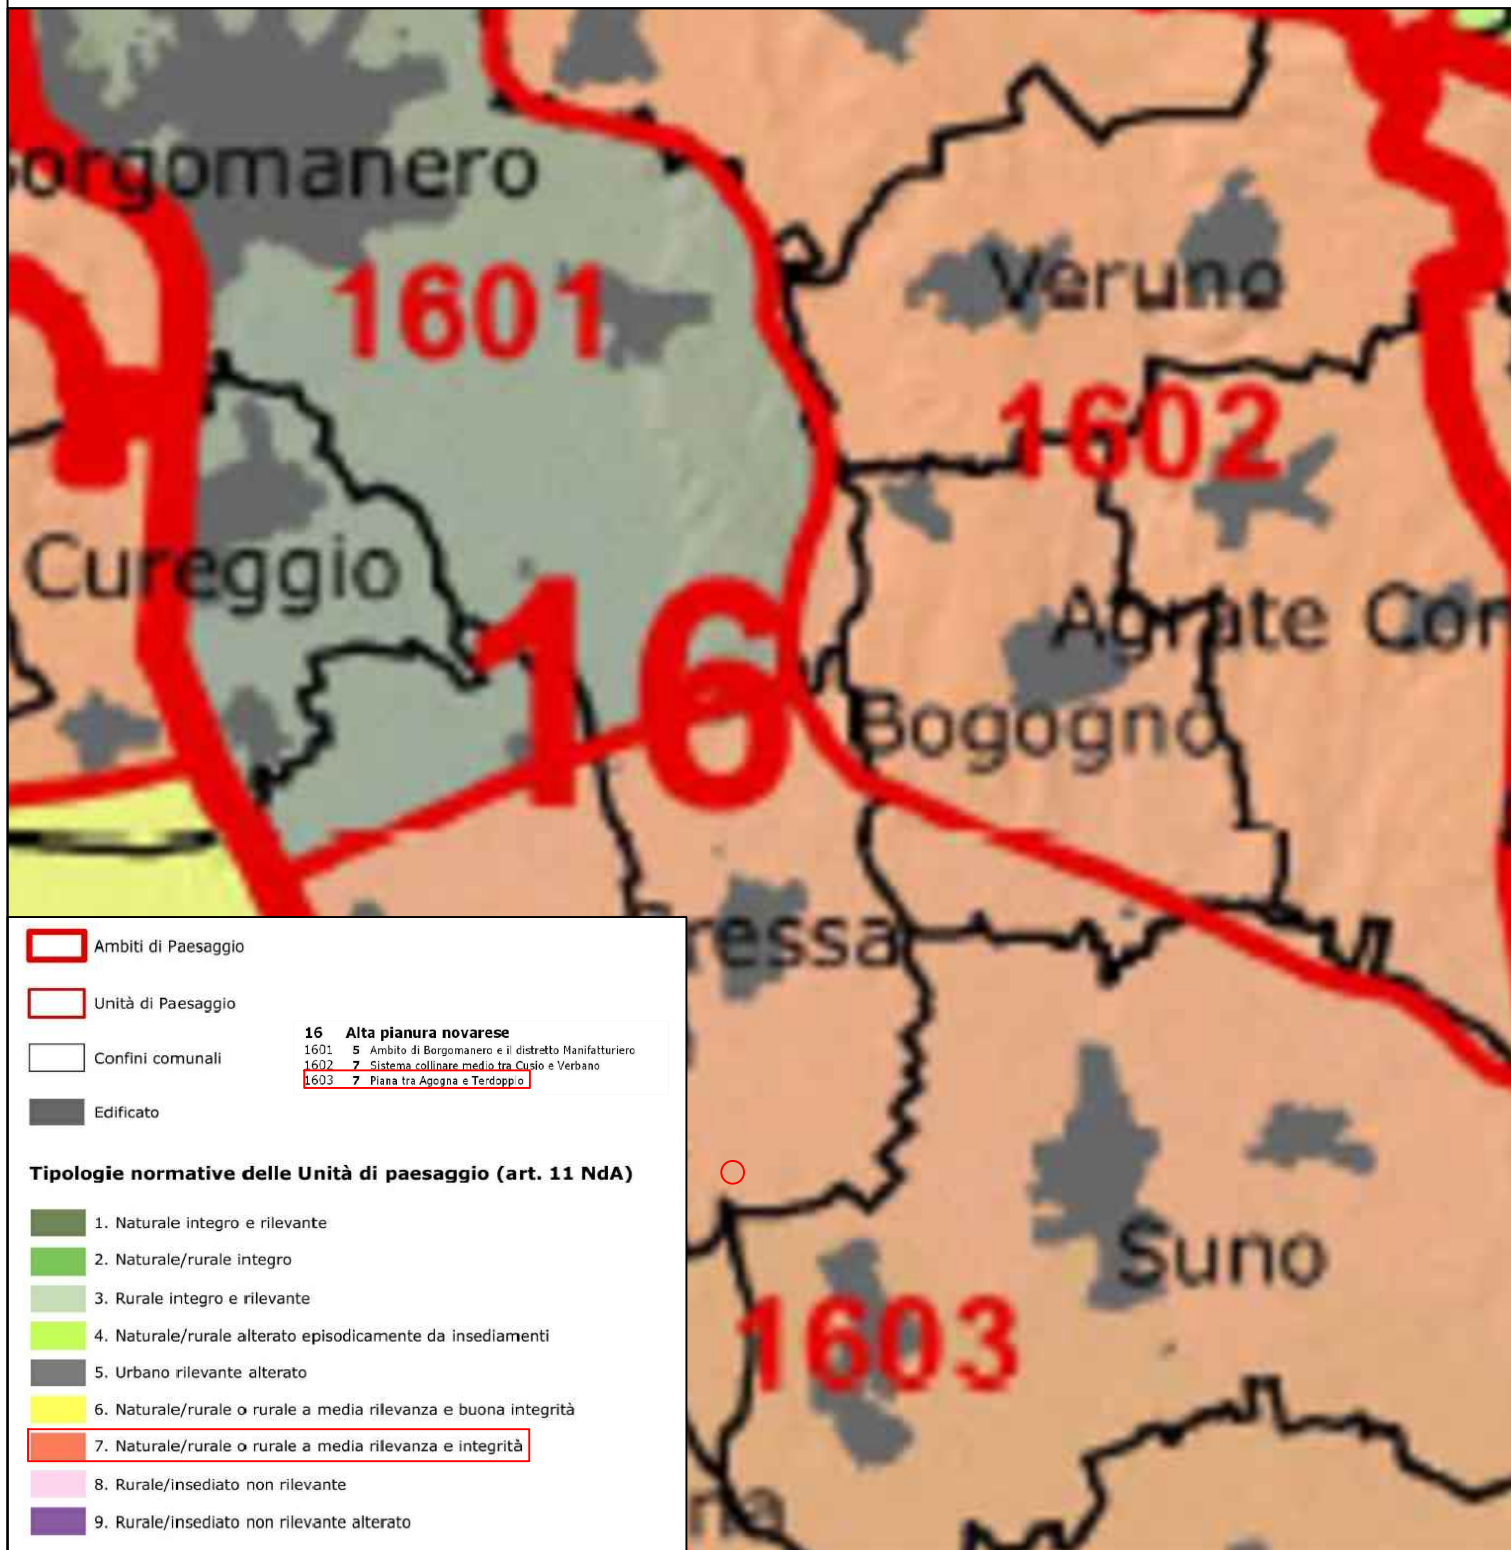 orgomanero
1601
Veruno
1602
Cureggio
16
Agrate Con
Bogogno
ressa
Suno
1603
na
Ambiti di Paesaggio
Unità di Paesaggio
Confini comunali
Edificato
16 Alta pianura novarese
1601 5 Ambito di Borgomanero e il distretto Manifatturiero
1602 7 Sistema collinare medio tra Cusio e Verbano
1603 7 Piana tra Agogna e Terdoppio
Tipologie normative delle Unità di paesaggio (art. 11 NdA)
1. Naturale integro e rilevante
2. Naturale/rurale integro
3. Rurale integro e rilevante
4. Naturale/rurale alterato episodicamente da insediamenti
5. Urbano rilevante alterato
6. Naturale/rurale o rurale a media rilevanza e buona integrità
7. Naturale/rurale o rurale a media rilevanza e integrità
8. Rurale/insediato non rilevante
9. Rurale/insediato non rilevante alterato